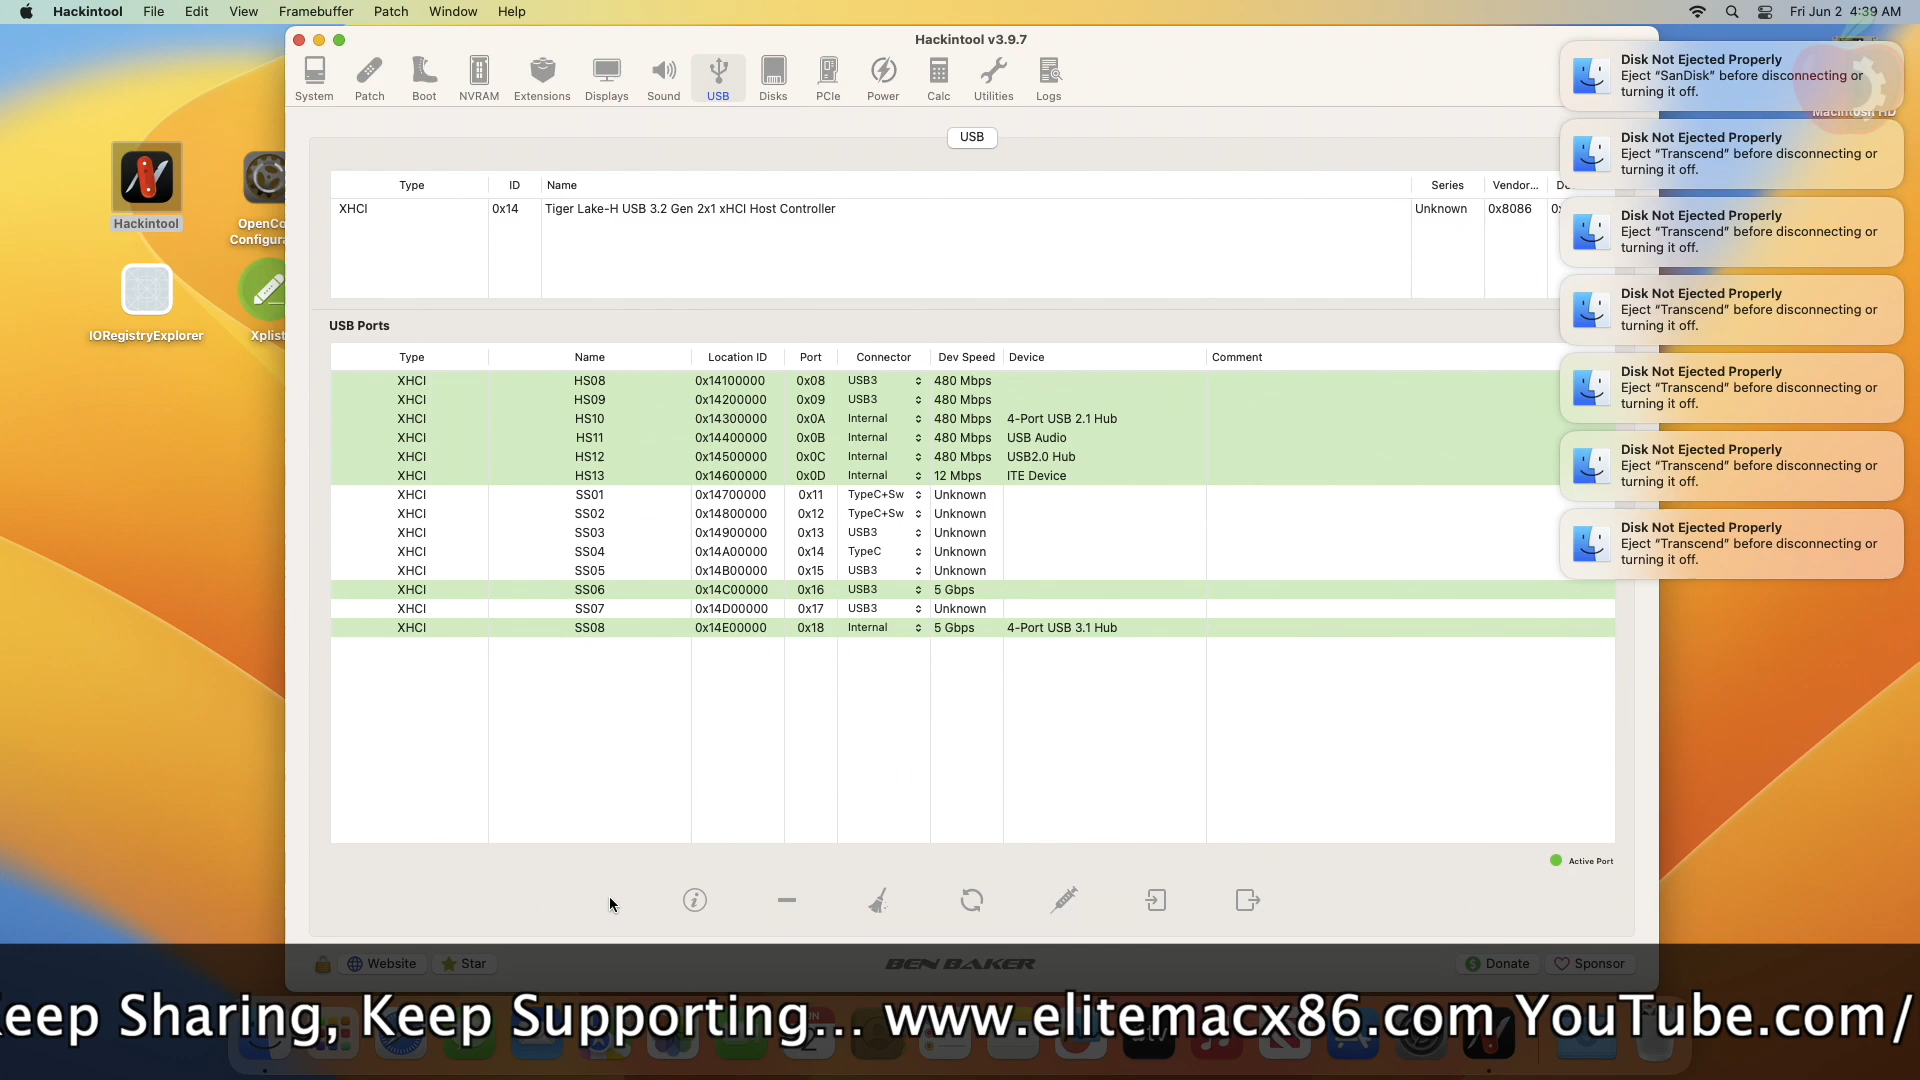 Hackintool File Edit View Framebuffer Patch Window Help Fri Jun 2 4:39 AM
Hackintool v3.9.7
System Patch Boot NVRAM Extensions Displays Sound USB Disks PCIe Power Calc Utilities Logs
USB
Type ID Name Series Vendor...
XHCI 0x14 Tiger Lake-H USB 3.2 Gen 2x1 xHCI Host Controller Unknown 0x8086
USB Ports
Type Name Location ID Port Connector Dev Speed Device Comment
XHCI HS08 0x14100000 0x08 USB3 480 Mbps
XHCI HS09 0x14200000 0x09 USB3 480 Mbps
XHCI HS10 0x14300000 0x0A Internal 480 Mbps 4-Port USB 2.1 Hub
XHCI HS11 0x14400000 0x0B Internal 480 Mbps USB Audio
XHCI HS12 0x14500000 0x0C Internal 480 Mbps USB2.0 Hub
XHCI HS13 0x14600000 0x0D Internal 12 Mbps ITE Device
XHCI SS01 0x14700000 0x11 TypeC+Sw Unknown
XHCI SS02 0x14800000 0x12 TypeC+Sw Unknown
XHCI SS03 0x14900000 0x13 USB3 Unknown
XHCI SS04 0x14A00000 0x14 TypeC Unknown
XHCI SS05 0x14B00000 0x15 USB3 Unknown
XHCI SS06 0x14C00000 0x16 USB3 5 Gbps
XHCI SS07 0x14D00000 0x17 USB3 Unknown
XHCI SS08 0x14E00000 0x18 Internal 5 Gbps 4-Port USB 3.1 Hub
Active Port
Website Star BEN BAKER Donate Sponsor
Hackintool
OpenCo
Configura
IORegistryExplorer
Xplist
Macintosh HD
Disk Not Ejected Properly
Eject “SanDisk” before disconnecting or
turning it off.
Disk Not Ejected Properly
Eject “Transcend” before disconnecting or
turning it off.
Disk Not Ejected Properly
Eject “Transcend” before disconnecting or
turning it off.
Disk Not Ejected Properly
Eject “Transcend” before disconnecting or
turning it off.
Disk Not Ejected Properly
Eject “Transcend” before disconnecting or
turning it off.
Disk Not Ejected Properly
Eject “Transcend” before disconnecting or
turning it off.
Disk Not Ejected Properly
Eject “Transcend” before disconnecting or
turning it off.
eep Sharing, Keep Supporting... www.elitemacx86.com YouTube.com/